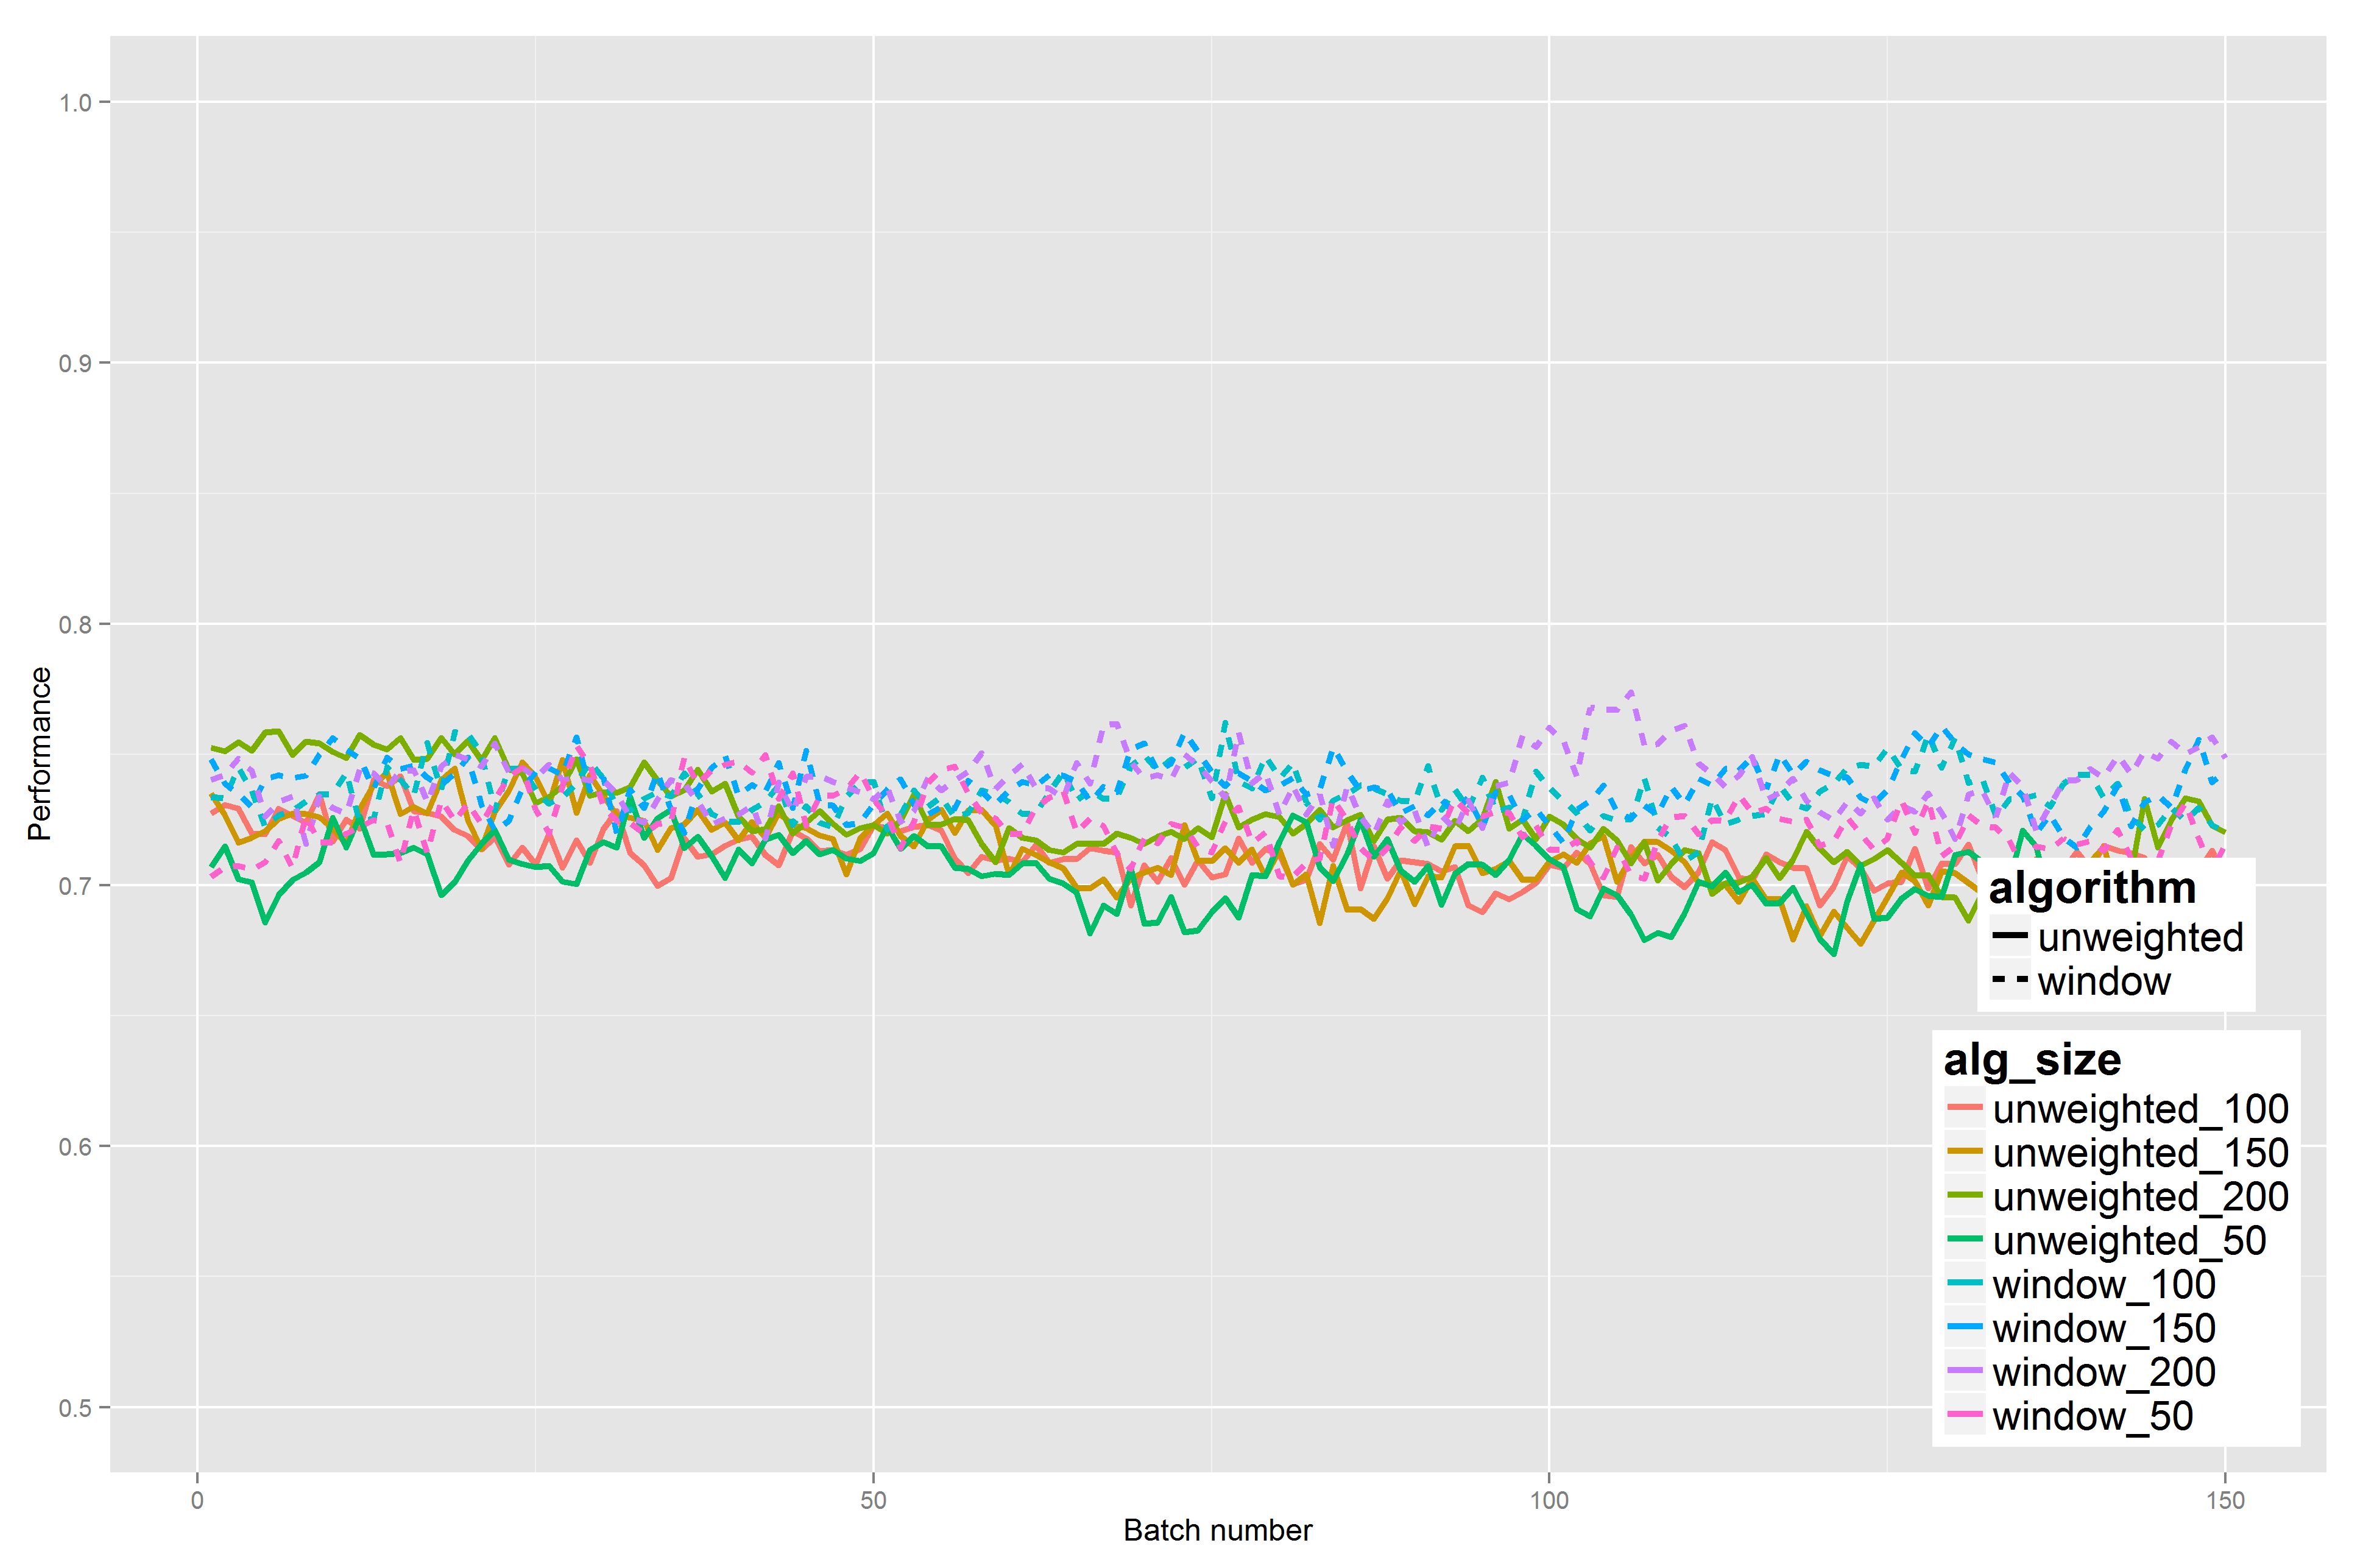 1.0
0.9
0.8
0.7
0.6
0.5
Performance
0
50
100
150
Batch number
algorithm
unweighted
window
alg_size
unweighted_100
unweighted_150
unweighted_200
unweighted_50
window_100
window_150
window_200
window_50